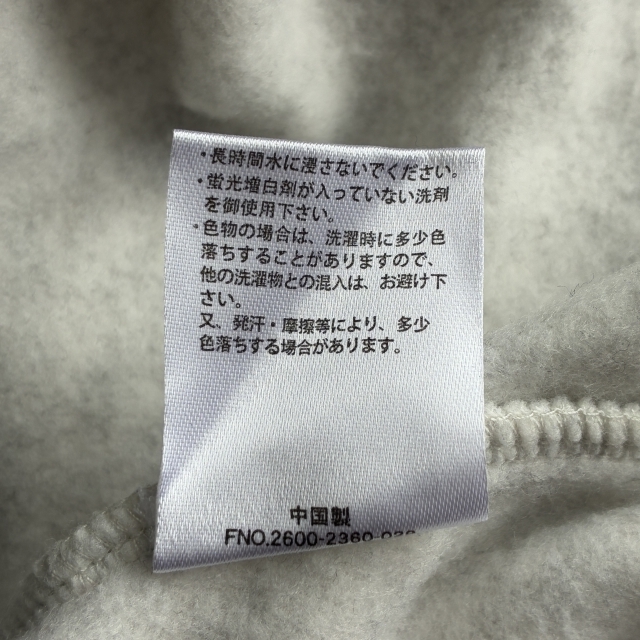 ・長時間水に浸さないでください。
・蛍光増白剤が入っていない洗剤
を御使用下さい。
・色物の場合は、洗濯時に多少色
落ちすることがありますので、
他の洗濯物との混入は、お避け下
さい。
又、発汗・摩擦等により、多少
色落ちする場合があります。
中国製
FNO.2600-2360-